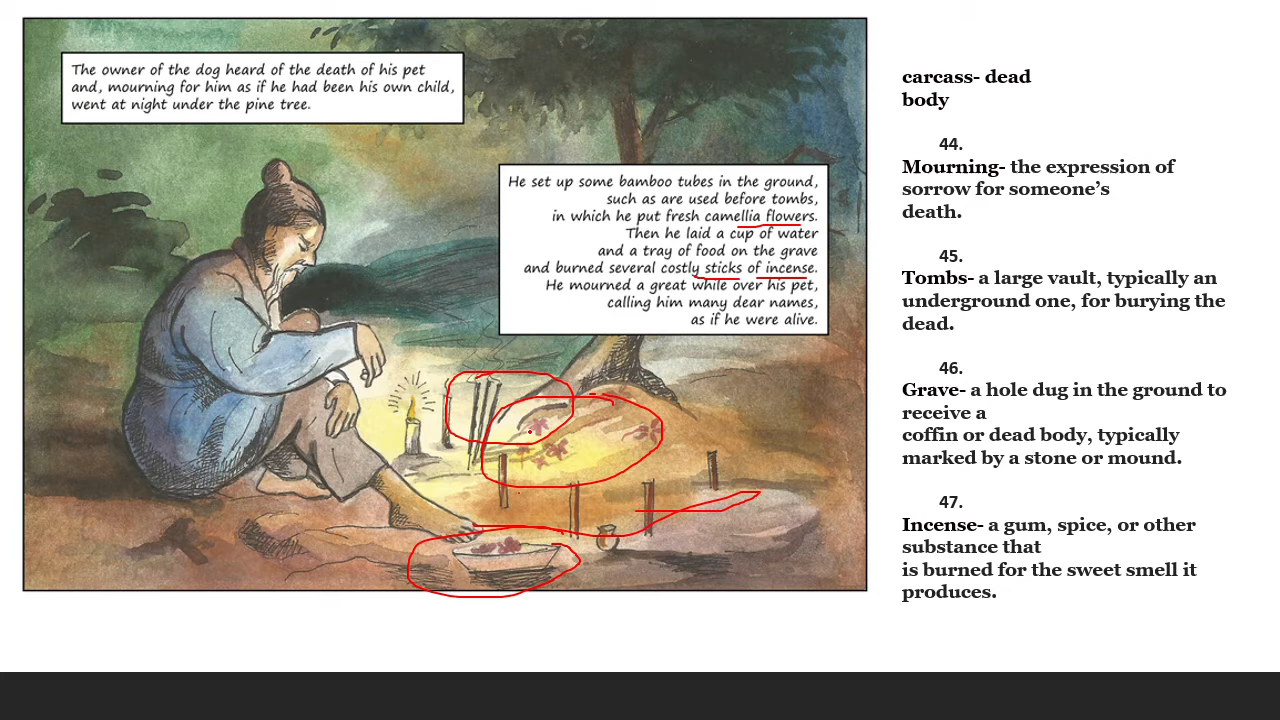 The owner of the dog heard of the death of his pet
and, mourning for him as if he had been his own child,
went at night under the pine tree.
He set up some bamboo tubes in the ground,
such as are used before tombs,
in which he put fresh camellia flowers.
Then he laid a cup of water
and a tray of food on the grave
and burned several costly sticks of incense.
He mourned a great while over his pet,
calling him many dear names,
as if he were alive.
carcass- dead
body
44.
Mourning- the expression of
sorrow for someone’s
death.
45.
Tombs- a large vault, typically an
underground one, for burying the
dead.
46.
Grave- a hole dug in the ground to
receive a
coffin or dead body, typically
marked by a stone or mound.
47.
Incense- a gum, spice, or other
substance that
is burned for the sweet smell it
produces.